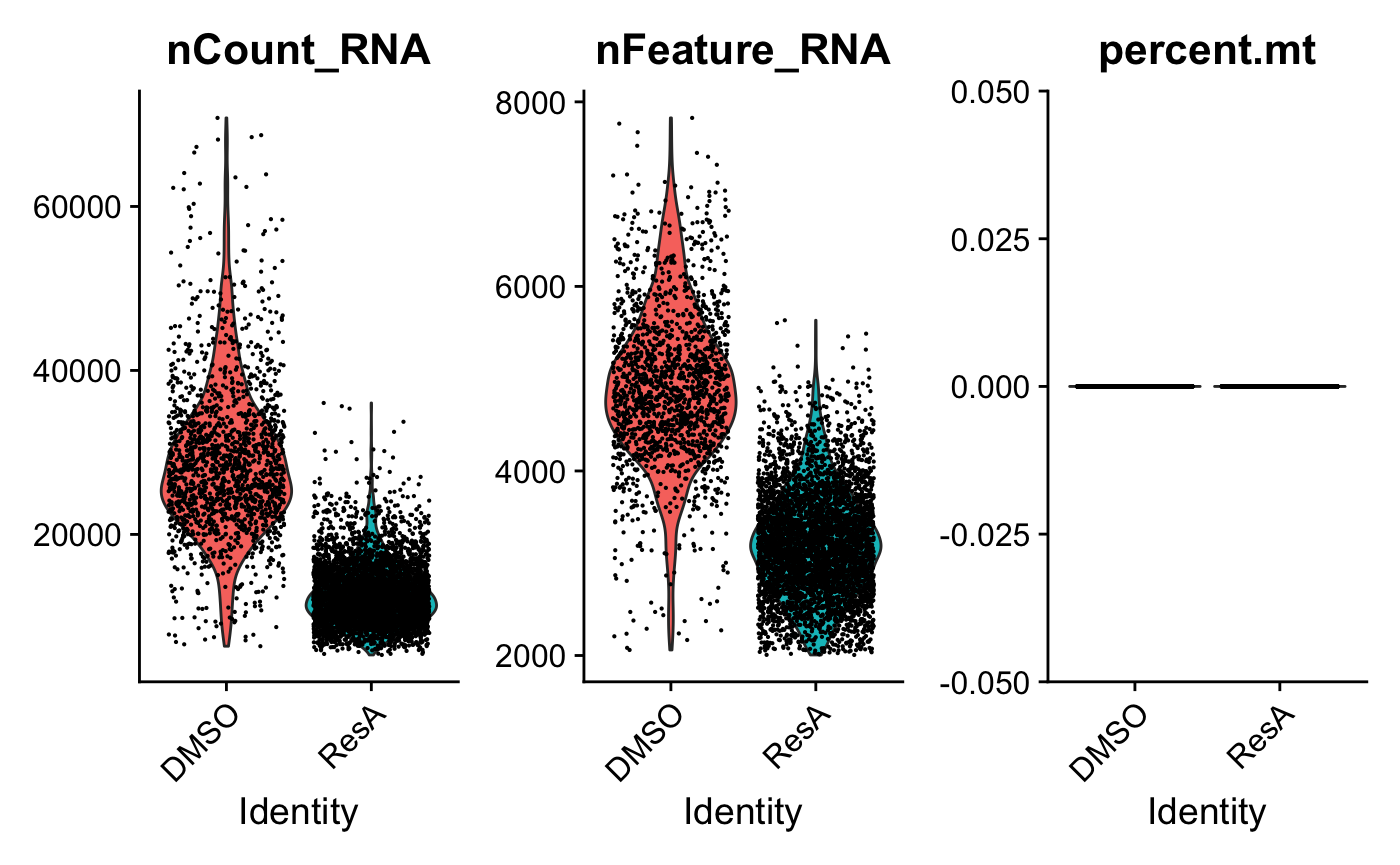 nCount_RNA
60000
40000
20000
DMSO
ResA
Identity
nFeature_RNA
8000
6000
4000
2000
DMSO
ResA
Identity
percent.mt
0.050
0.025
0.000
-0.025
-0.050
DMSO
ResA
Identity